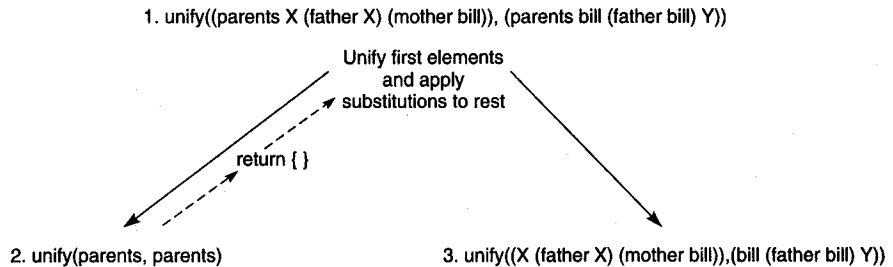 1. unify((parents X (father X) (mother bill)), (parents bill (father bill) Y))
Unify first elements
and apply
substitutions to rest
return { }
2. unify(parents, parents)
3. unify((X (father X) (mother bill)),(bill (father bill) Y))